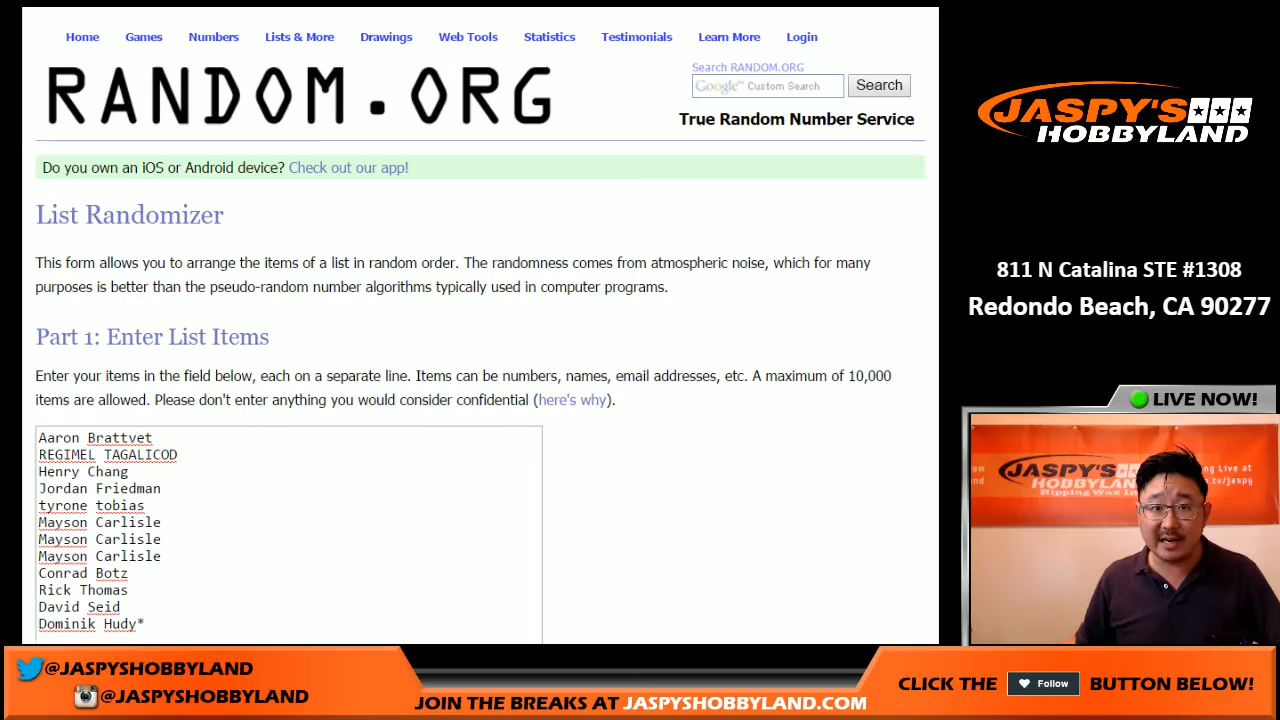 Home Games Numbers Lists & More Drawings Web Tools Statistics Testimonials Learn More Login
RANDOM.ORG
Search RANDOM.ORG
Google™ Custom Search
Search
True Random Number Service
Do you own an iOS or Android device? Check out our app!
List Randomizer
This form allows you to arrange the items of a list in random order. The randomness comes from atmospheric noise, which for many
purposes is better than the pseudo-random number algorithms typically used in computer programs.
Part 1: Enter List Items
Enter your items in the field below, each on a separate line. Items can be numbers, names, email addresses, etc. A maximum of 10,000
items are allowed. Please don't enter anything you would consider confidential (here's why).
Aaron Brattvet
REGIMEL TAGALICOD
Henry Chang
Jordan Friedman
tyrone tobias
Mayson Carlisle
Mayson Carlisle
Mayson Carlisle
Conrad Botz
Rick Thomas
David Seid
Dominik Hudy*
JASPY'S
HOBBYLAND
811 N Catalina STE #1308
Redondo Beach, CA 90277
LIVE NOW!
JASPY'S
HOBBYLAND
Ripping Wax
Live at
.tv/jaspy
@JASPYSHOBBYLAND
@JASPYSHOBBYLAND
JOIN THE BREAKS AT JASPYSHOBBYLAND.COM
CLICK THE Follow BUTTON BELOW!